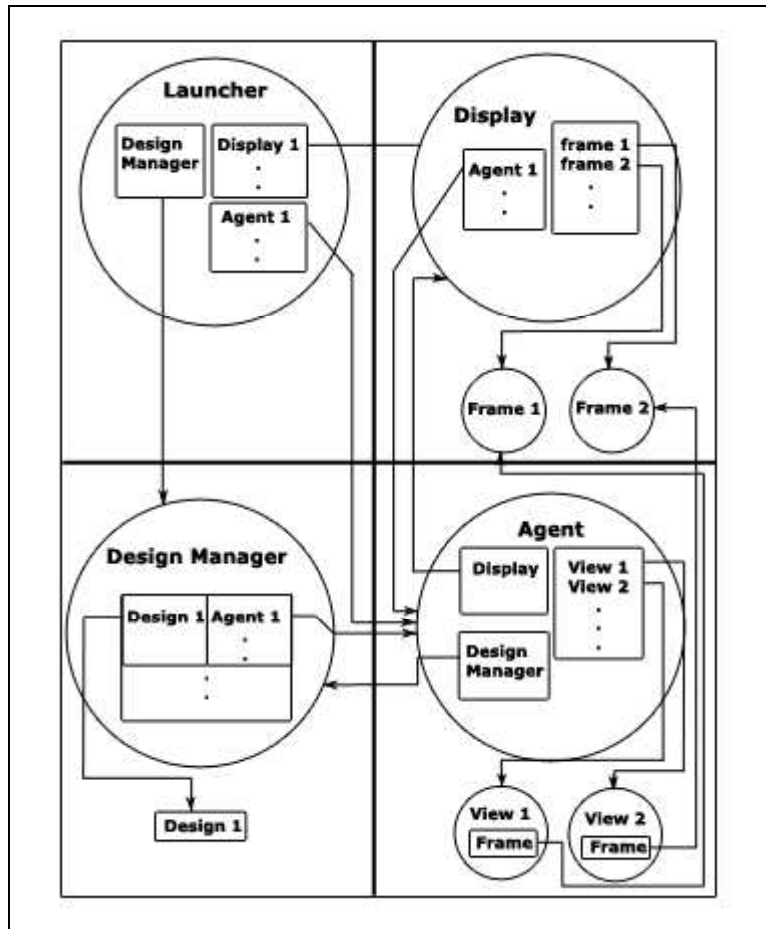 Launcher
Design
Manager
Display 1
Agent 1
Display
Agent 1
frame 1
frame 2
Frame 1
Frame 2
Design Manager
Design 1
Agent 1
Design 1
Agent
Display
View 1
View 2
Design
Manager
View 1
Frame
View 2
Frame